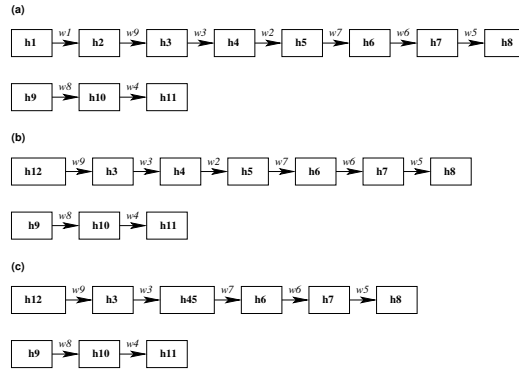 (a)
w1 w9 w3 w2 w7 w6 w5
h1 h2 h3 h4 h5 h6 h7 h8
w8 w4
h9 h10 h11
(b)
w9 w3 w2 w7 w6 w5
h12 h3 h4 h5 h6 h7 h8
w8 w4
h9 h10 h11
(c)
w9 w3 w7 w6 w5
h12 h3 h45 h6 h7 h8
w8 w4
h9 h10 h11